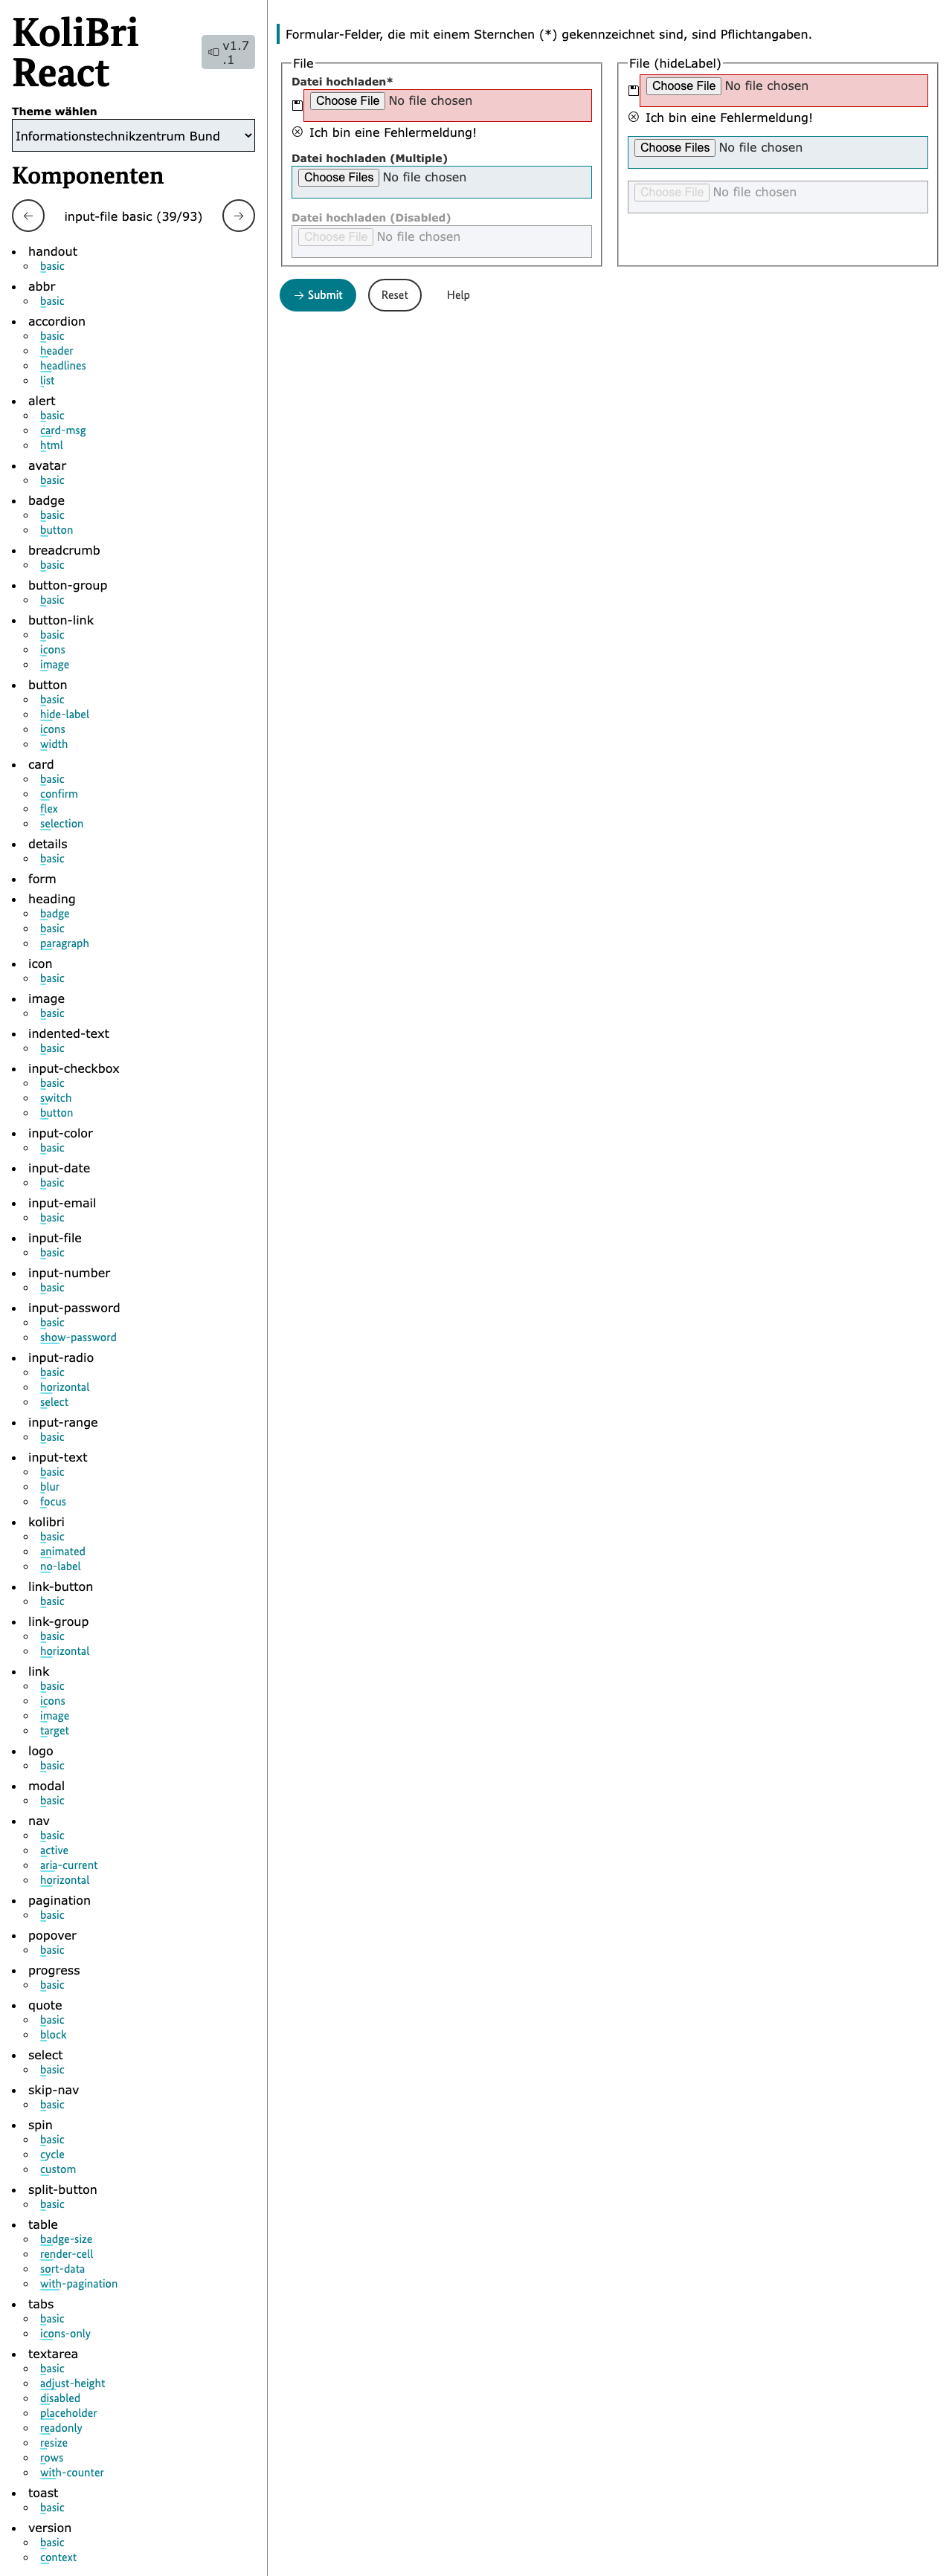 KoliBri
React
v1.7
.1
Theme wählen
Informationstechnikzentrum Bund
Komponenten
input-file basic (39/93)
handout
basic
abbr
basic
accordion
basic
header
headlines
list
alert
basic
card-msg
html
avatar
basic
badge
basic
button
breadcrumb
basic
button-group
basic
button-link
basic
icons
image
button
basic
hide-label
icons
width
card
basic
confirm
flex
selection
details
basic
form
heading
badge
basic
paragraph
icon
basic
image
basic
indented-text
basic
input-checkbox
basic
switch
button
input-color
basic
input-date
basic
input-email
basic
input-file
basic
input-number
basic
input-password
basic
show-password
input-radio
basic
horizontal
select
input-range
basic
input-text
basic
blur
focus
kolibri
basic
animated
no-label
link-button
basic
link-group
basic
horizontal
link
basic
icons
image
target
logo
basic
modal
basic
nav
basic
active
aria-current
horizontal
pagination
basic
popover
basic
progress
basic
quote
basic
block
select
basic
skip-nav
basic
spin
basic
cycle
custom
split-button
basic
table
badge-size
render-cell
sort-data
with-pagination
tabs
basic
icons-only
textarea
basic
adjust-height
disabled
placeholder
readonly
resize
rows
with-counter
toast
basic
version
basic
context
Formular-Felder, die mit einem Sternchen (*) gekennzeichnet sind, sind Pflichtangaben.
File
Datei hochladen*
Choose File No file chosen
Ich bin eine Fehlermeldung!
Datei hochladen (Multiple)
Choose Files No file chosen
Datei hochladen (Disabled)
Choose File No file chosen
File (hideLabel)
Choose File No file chosen
Ich bin eine Fehlermeldung!
Choose Files No file chosen
Choose File No file chosen
Submit
Reset
Help